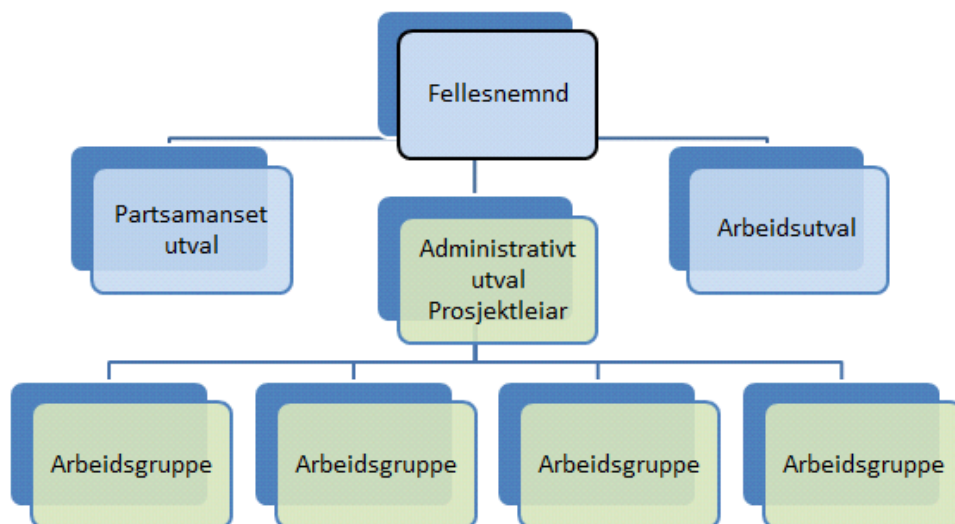 Fellesnemnd
Partsamanset
utval
Administrativt
utval
Prosjektleiar
Arbeidsutval
Arbeidsgruppe
Arbeidsgruppe
Arbeidsgruppe
Arbeidsgruppe